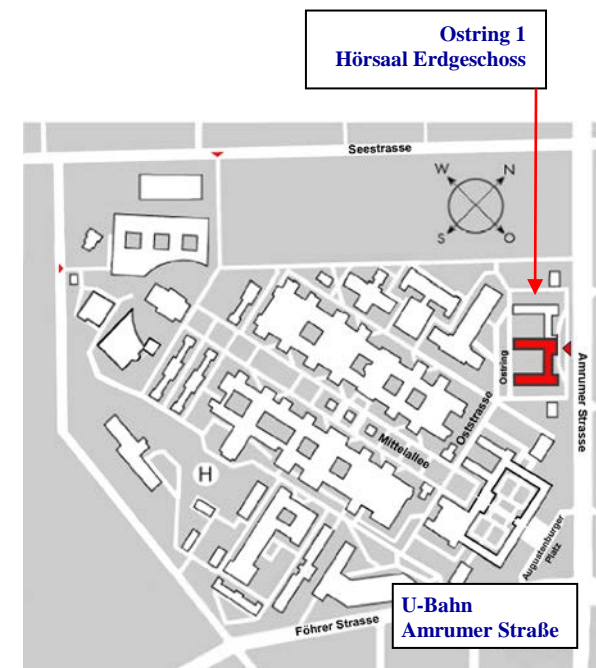 Ostring 1
Hörsaal Erdgeschoss
Seestrasse
W
N
S
O
Ostring
Amrumer Strasse
Oststrasse
Mittelallee
H
Augustenburger
Platz
U-Bahn
Amrumer Straße
Föhrer Strasse